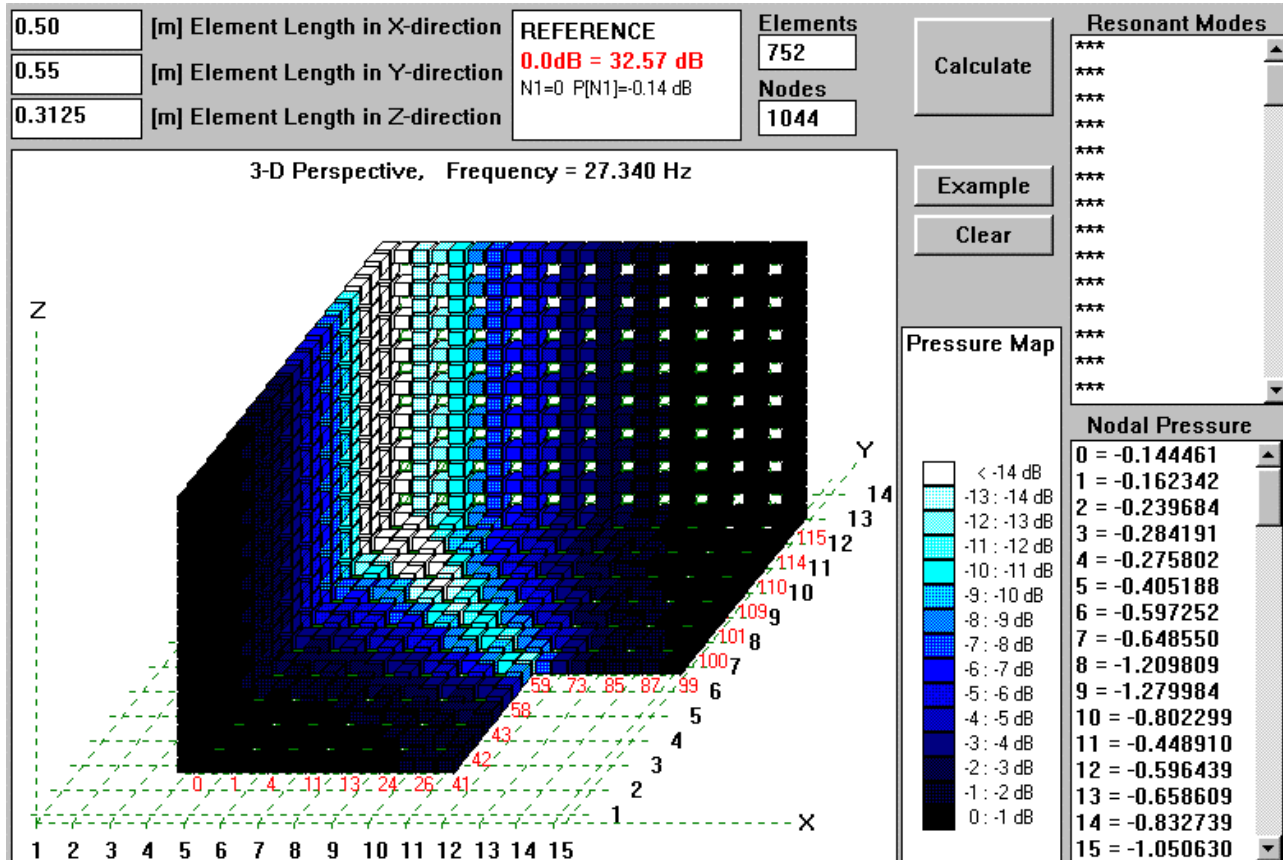 0.50 [m] Element Length in X-direction
0.55 [m] Element Length in Y-direction
0.3125 [m] Element Length in Z-direction
REFERENCE
0.0dB = 32.57 dB
N1=0 P[N1]=-0.14 dB
Elements
752
Nodes
1044
Calculate
Example
Clear
Resonant Modes
***
***
***
***
***
***
***
***
***
***
***
***
***
***
3-D Perspective, Frequency = 27.340 Hz
Z
Y
X
14
13
115 12
114 11
110 10
109 9
101 8
100 7
59 73 85 87 99 6
58 5
43 4
42 3
0 1 4 11 13 24 26 41 2
1
1 2 3 4 5 6 7 8 9 10 11 12 13 14 15
Pressure Map
< -14 dB
-13 : -14 dB
-12 : -13 dB
-11 : -12 dB
-10 : -11 dB
-9 : -10 dB
-8 : -9 dB
-7 : -8 dB
-6 : -7 dB
-5 : -6 dB
-4 : -5 dB
-3 : -4 dB
-2 : -3 dB
-1 : -2 dB
0 : -1 dB
Nodal Pressure
0 = -0.144461
1 = -0.162342
2 = -0.239684
3 = -0.284191
4 = -0.275802
5 = -0.405188
6 = -0.597252
7 = -0.648550
8 = -1.209809
9 = -1.279984
10 = -0.802299
11 = -0.448910
12 = -0.596439
13 = -0.658609
14 = -0.832739
15 = -1.050630